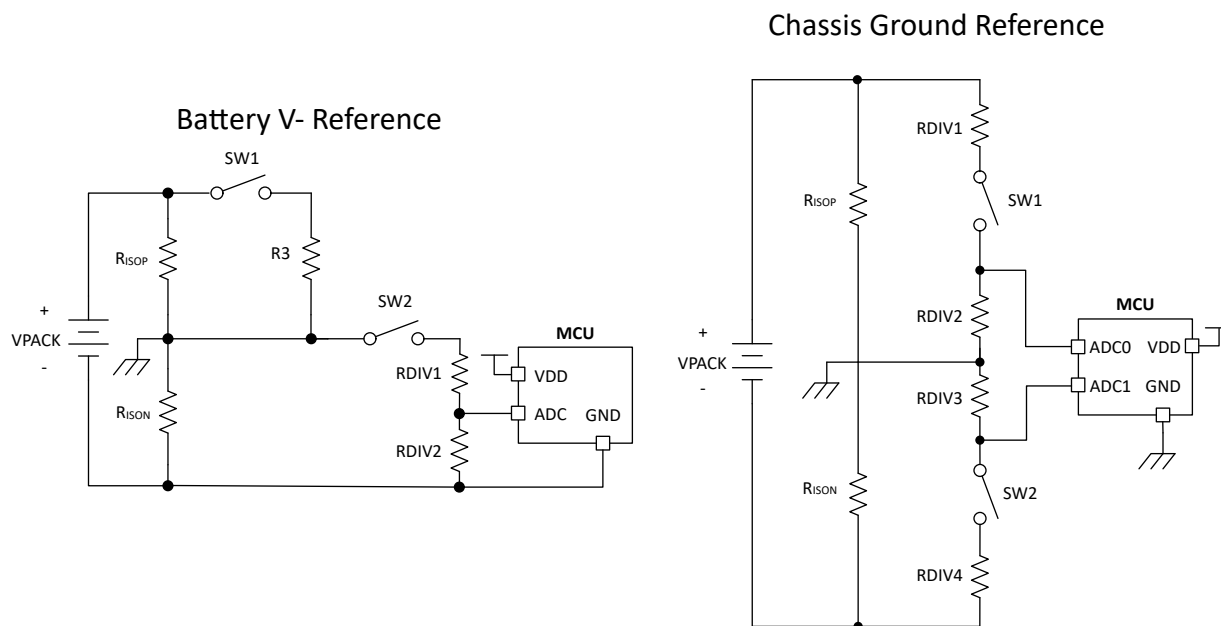 Chassis Ground Reference
Battery V- Reference
SW1
RISOP
R3
SW2
+
VPACK
-
MCU
VDD
ADC
GND
RDIV1
RISON
RDIV2
RDIV1
SW1
RISOP
RDIV2
MCU
ADC0
VDD
+
VPACK
-
ADC1
GND
RDIV3
RISON
SW2
RDIV4